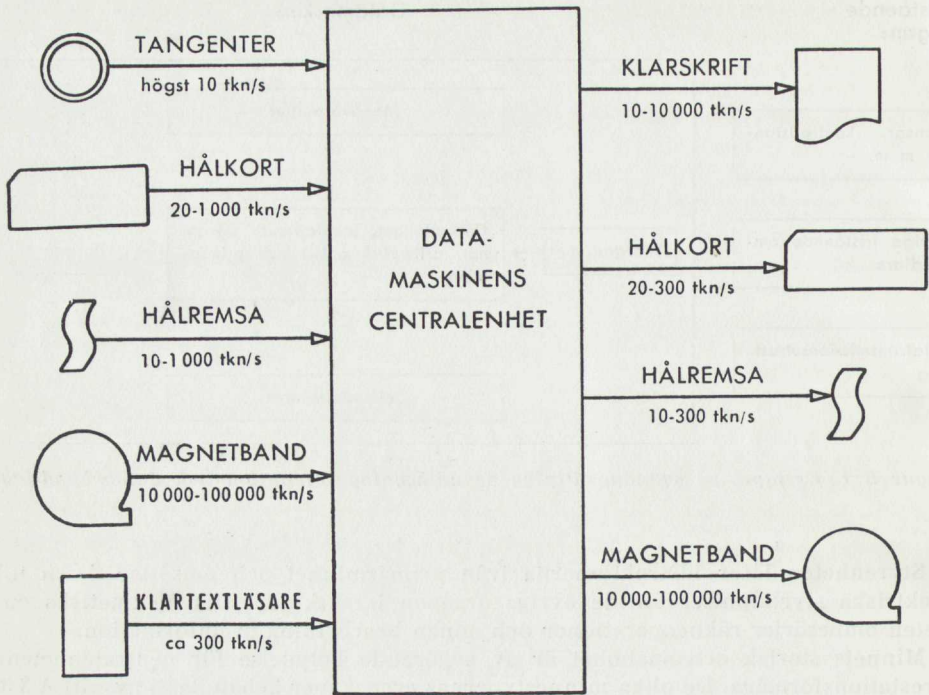 TANGENTER
högst 10 tkn/s
HÅLKORT
20-1 000 tkn/s
HÅLREMSA
10-1 000 tkn/s
MAGNETBAND
10 000-100 000 tkn/s
KLARTEXTLÄSARE
ca 300 tkn/s
DATA-
MASKINENS
CENTRALENHET
KLARSKRIFT
10-10 000 tkn/s
HÅLKORT
20-300 tkn/s
HÅLREMSA
10-300 tkn/s
MAGNETBAND
10 000-100 000 tkn/s